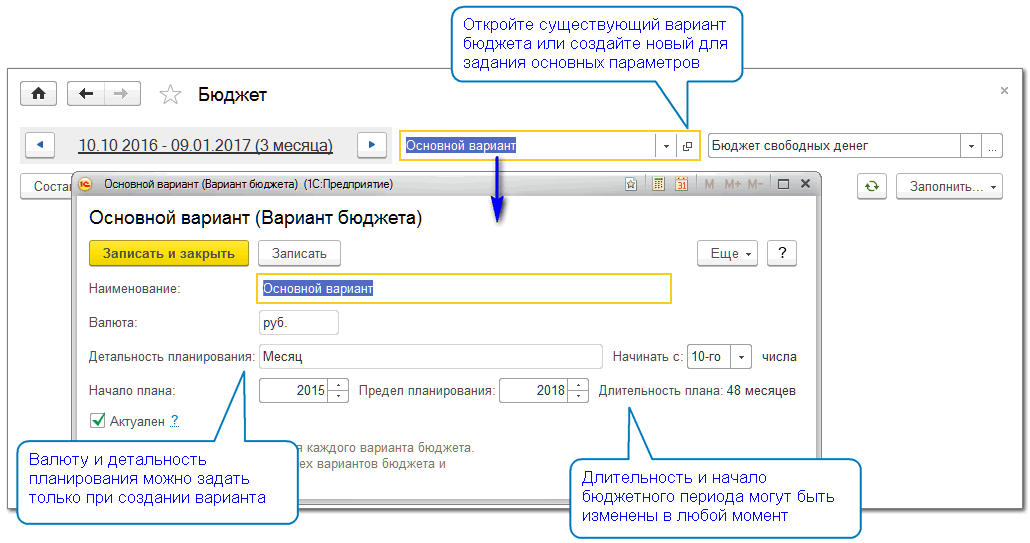 Откройте существующий вариант
бюджета или создайте новый для
задания основных параметров
Бюджет
10.10 2016 - 09.01.2017 (3 месяца)
Основной вариант
Бюджет свободных денег
...
Соста
Заполнить...
1С Основной вариант (Вариант бюджета) (1С:Предприятие)
31 M M+ M-
Основной вариант (Вариант бюджета)
Записать и закрыть
Записать
Еще
?
Наименование:
Основной вариант
Валюта:
руб.
Детальность планирования:
Месяц
Начинать с:
10-го
числа
Начало плана:
2015
Предел планирования:
2018
Длительность плана: 48 месяцев
Актуален ?
я каждого варианта бюджета.
ех вариантов бюджета и
Валюту и детальность
планирования можно задать
только при создании варианта
Длительность и начало
бюджетного периода могут быть
изменены в любой момент